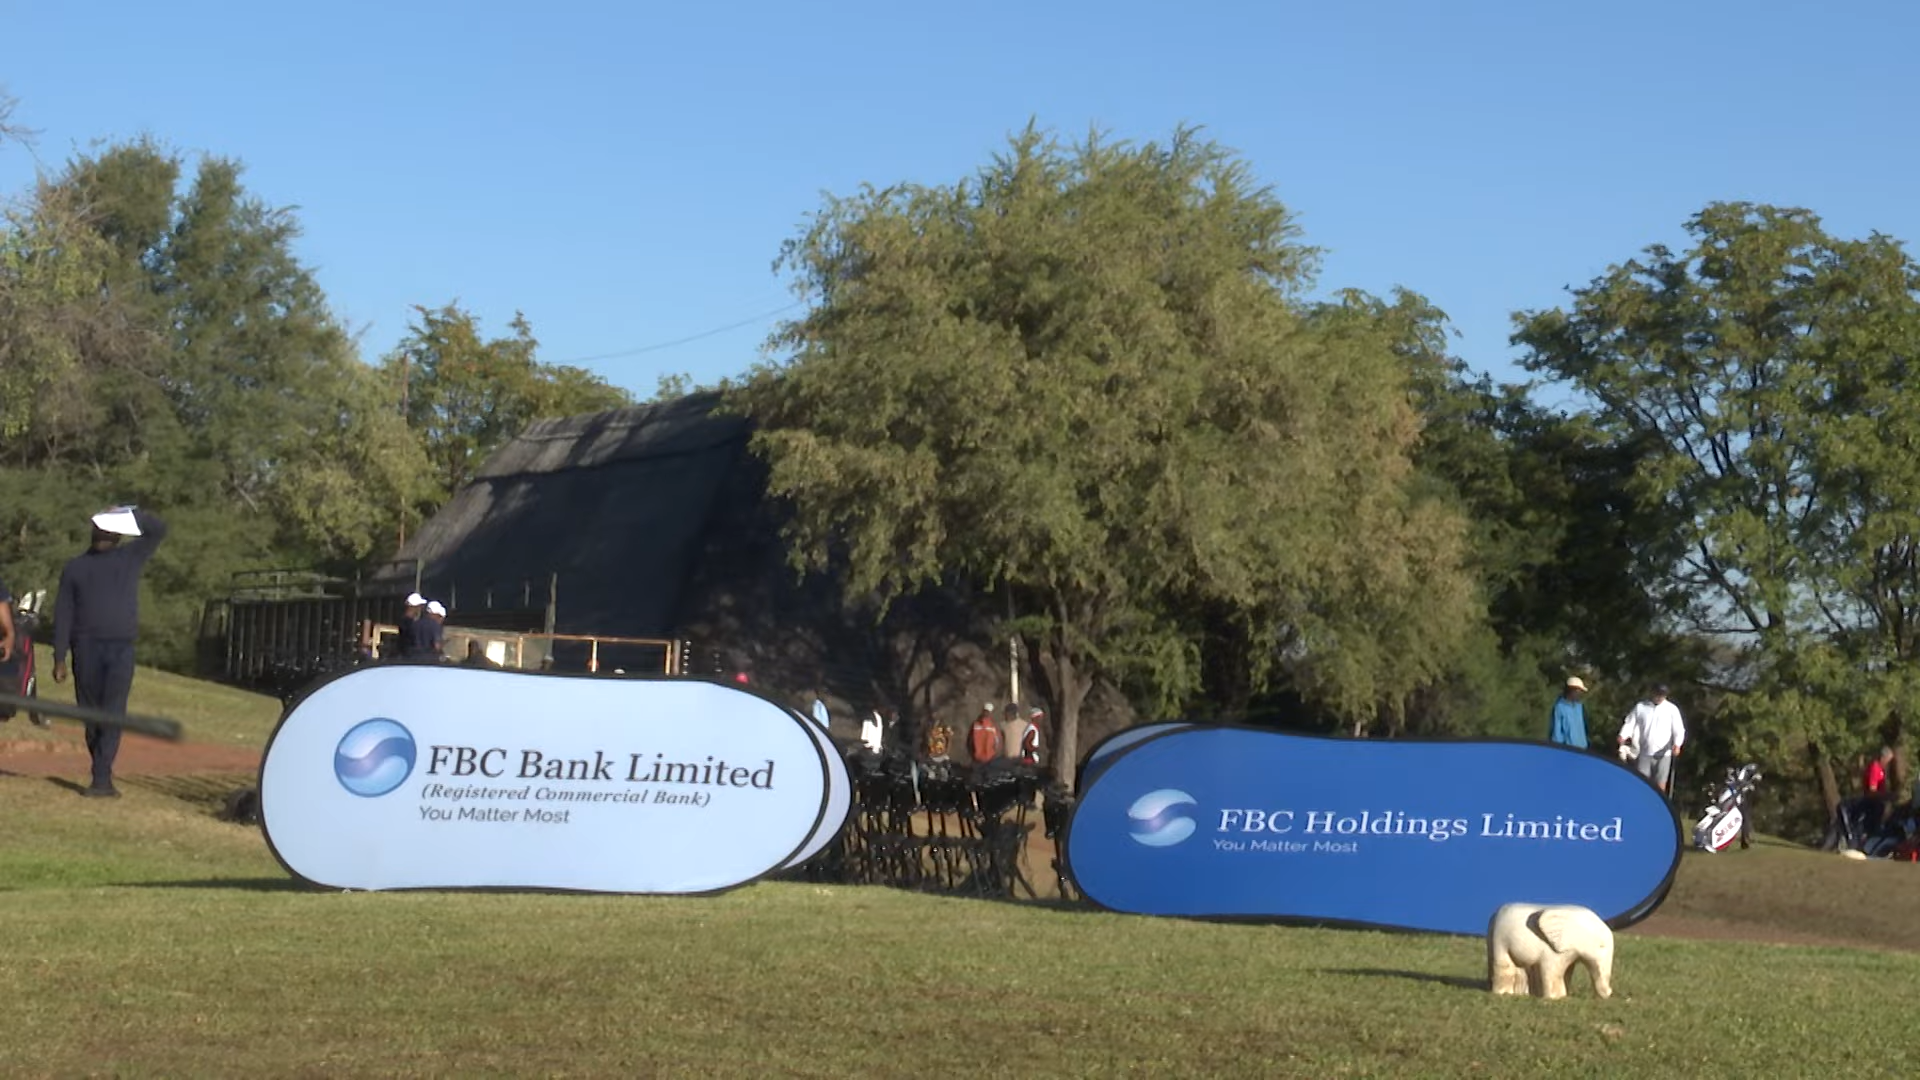 FBC Bank Limited
(Registered Commercial Bank)
You Matter Most
FBC Holdings Limited
You Matter Most